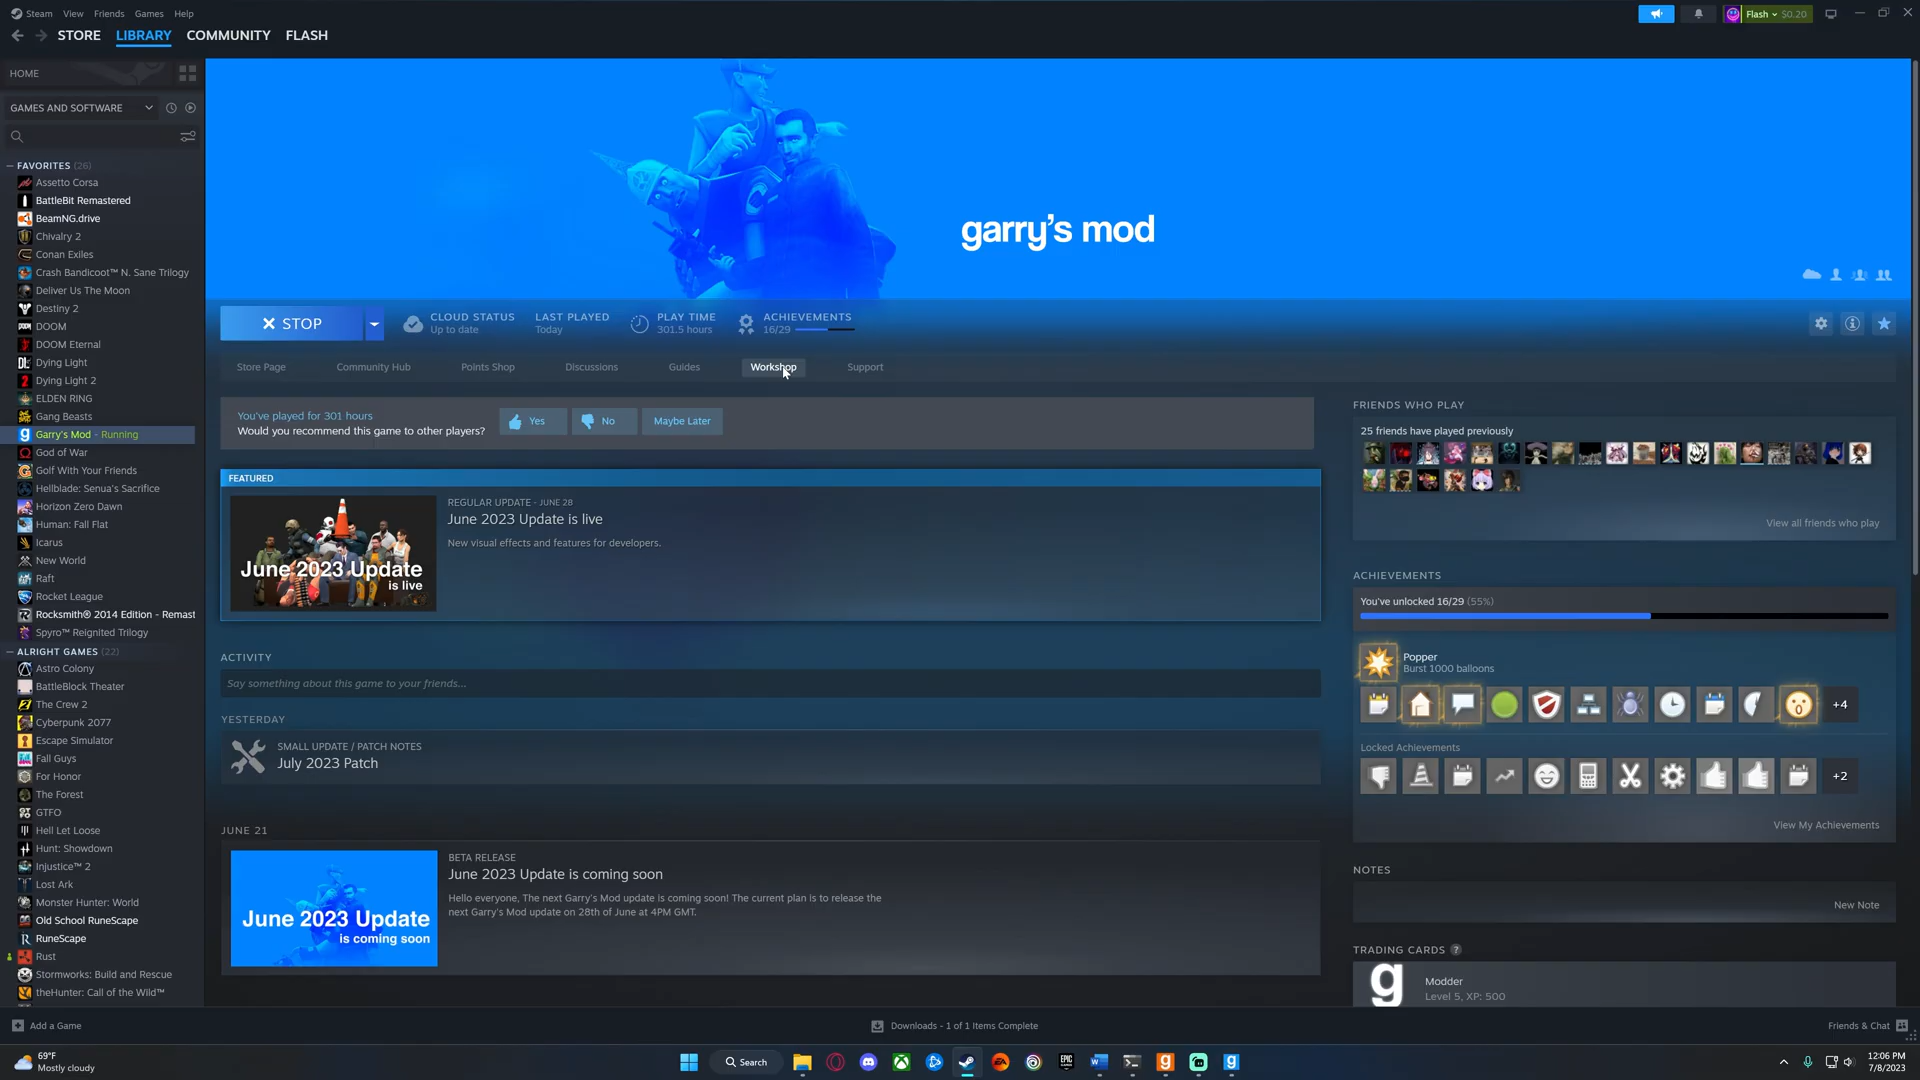 Steam View Friends Games Help
Flash $0.20
STORE LIBRARY COMMUNITY FLASH
HOME
GAMES AND SOFTWARE
FAVORITES (26)
Assetto Corsa
BattleBit Remastered
BeamNG.drive
Chivalry 2
Conan Exiles
Crash Bandicoot™ N. Sane Trilogy
Deliver Us The Moon
Destiny 2
DOOM
DOOM Eternal
Dying Light
Dying Light 2
ELDEN RING
Gang Beasts
Garry's Mod - Running
God of War
Golf With Your Friends
Hellblade: Senua's Sacrifice
Horizon Zero Dawn
Human: Fall Flat
Icarus
New World
Raft
Rocket League
Rocksmith® 2014 Edition - Remast
Spyro™ Reignited Trilogy
ALRIGHT GAMES (22)
Astro Colony
BattleBlock Theater
The Crew 2
Cyberpunk 2077
Escape Simulator
Fall Guys
For Honor
The Forest
GTFO
Hell Let Loose
Hunt: Showdown
Injustice™ 2
Lost Ark
Monster Hunter: World
Old School RuneScape
RuneScape
Rust
Stormworks: Build and Rescue
theHunter: Call of the Wild™
garry's mod
STOP
CLOUD STATUS
Up to date
LAST PLAYED
Today
PLAY TIME
301.5 hours
ACHIEVEMENTS
16/29
Store Page Community Hub Points Shop Discussions Guides Workshop Support
You've played for 301 hours
Would you recommend this game to other players?
Yes No Maybe Later
FEATURED
June 2023 Update
is live
REGULAR UPDATE - JUNE 28
June 2023 Update is live
New visual effects and features for developers.
ACTIVITY
Say something about this game to your friends...
YESTERDAY
SMALL UPDATE / PATCH NOTES
July 2023 Patch
JUNE 21
June 2023 Update
is coming soon
BETA RELEASE
June 2023 Update is coming soon
Hello everyone, The next Garry's Mod update is coming soon! The current plan is to release the
next Garry's Mod update on 28th of June at 4PM GMT.
FRIENDS WHO PLAY
25 friends have played previously
View all friends who play
ACHIEVEMENTS
You've unlocked 16/29 (55%)
Popper
Burst 1000 balloons
+4
Locked Achievements
+2
View My Achievements
NOTES
New Note
TRADING CARDS ?
g
Modder
Level 5, XP: 500
Add a Game
Downloads - 1 of 1 Items Complete
Friends & Chat
69°F
Mostly cloudy
Search
12:06 PM
7/8/2023